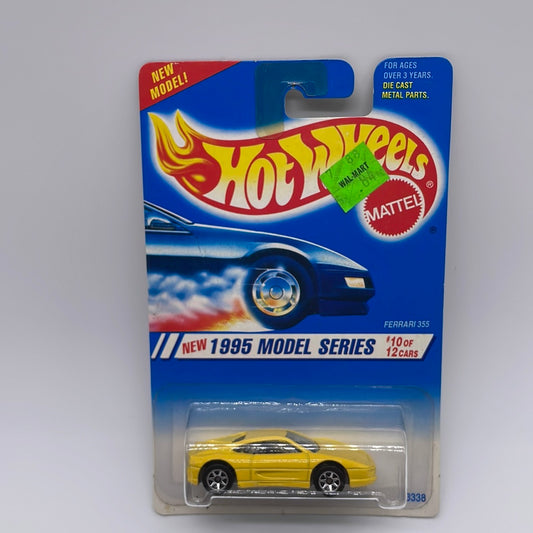 NEW
MODEL!
FOR AGES
OVER 3 YEARS.
DIE CAST
METAL PARTS.
HOT WHEELS
®
WAL-MART
MATTEL
®
FERRARI 355
NEW 1995 MODEL SERIES #10 OF
12 CARS
3338